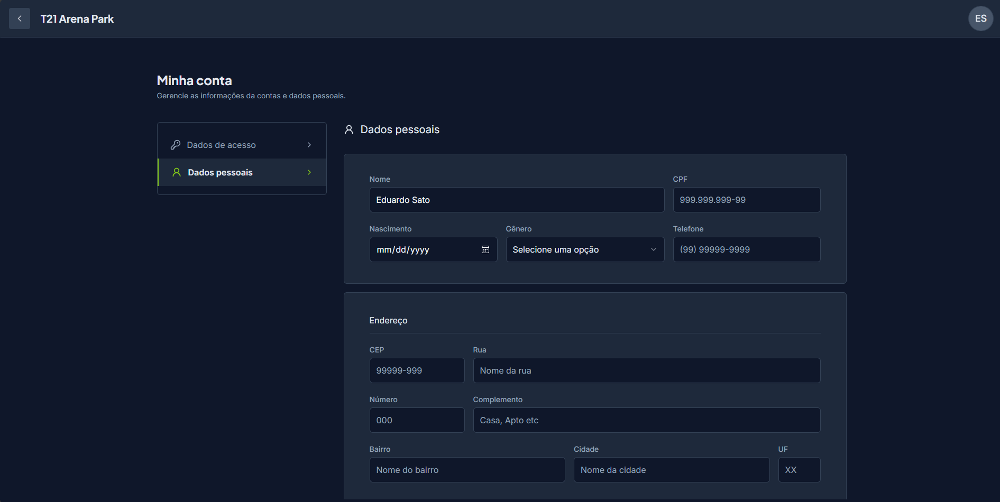 T21 Arena Park
ES
Minha conta
Gerencie as informações da contas e dados pessoais.
Dados de acesso
Dados pessoais
Dados pessoais
Nome
CPF
Eduardo Sato
999.999.999-99
Nascimento
Gênero
Telefone
mm/dd/yyyy
Selecione uma opção
(99) 99999-9999
Endereço
CEP
Rua
99999-999
Nome da rua
Número
Complemento
000
Casa, Apto etc
Bairro
Cidade
UF
Nome do bairro
Nome da cidade
XX